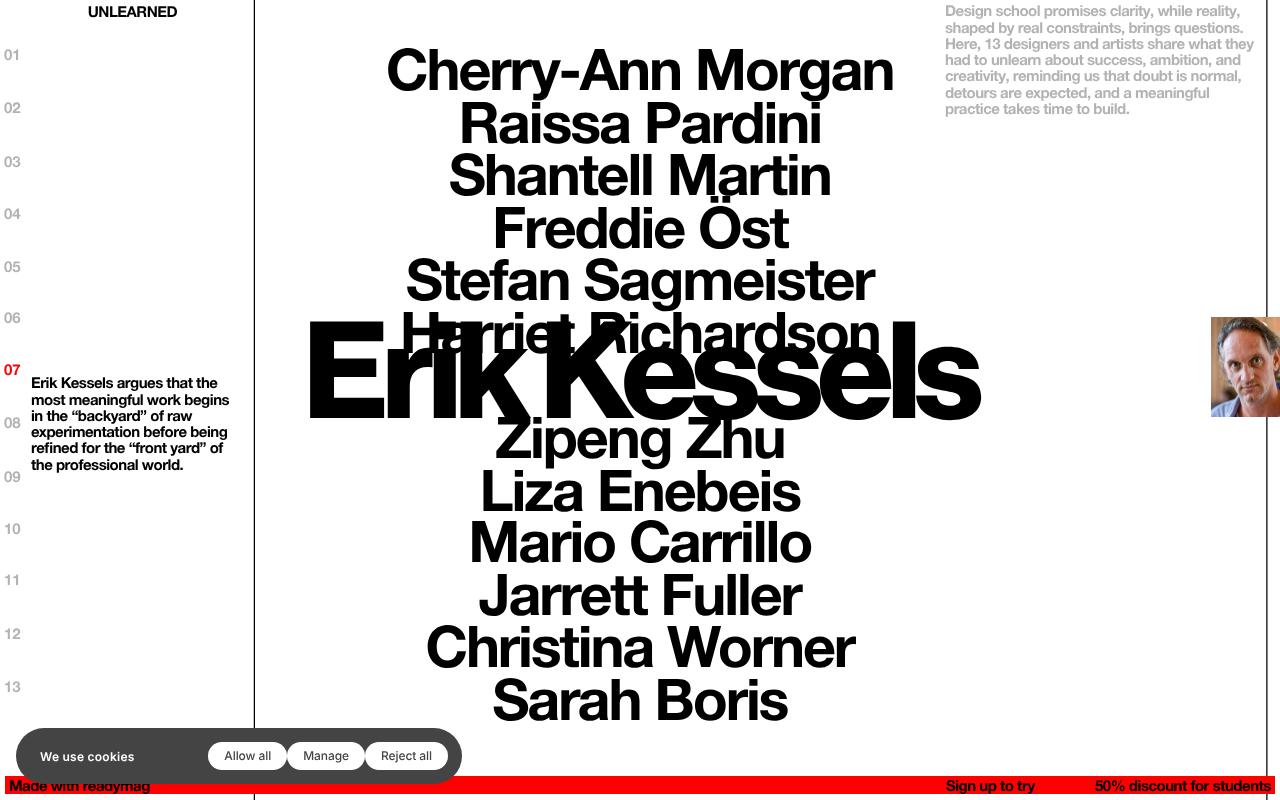 UNLEARNED
Design school promises clarity, while reality,
shaped by real constraints, brings questions.
Here, 13 designers and artists share what they
had to unlearn about success, ambition, and
creativity, reminding us that doubt is normal,
detours are expected, and a meaningful
practice takes time to build.
01
Cherry-Ann Morgan
02
Raissa Pardini
03
Shantell Martin
04
Freddie Öst
05
Stefan Sagmeister
06
Harriet Richardson
07
Erik Kessels
Erik Kessels argues that the
most meaningful work begins
in the “backyard” of raw
experimentation before being
refined for the “front yard” of
the professional world.
08
Zipeng Zhu
09
Liza Enebeis
10
Mario Carrillo
11
Jarrett Fuller
12
Christina Worner
13
Sarah Boris
We use cookies
Allow all
Manage
Reject all
Made with readymag
Sign up to try
50% discount for students